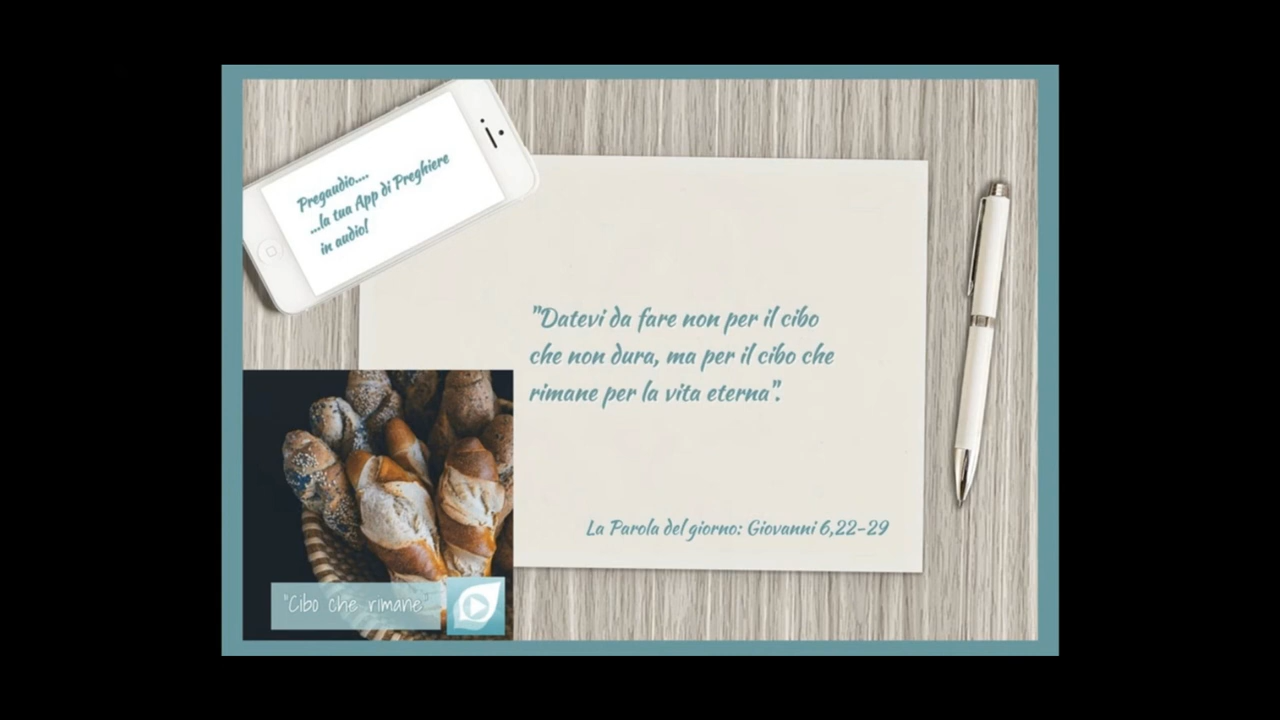 Pregaudio....
...la tua App di Preghiere
in audio!
"Datevi da fare non per il cibo
che non dura, ma per il cibo che
rimane per la vita eterna".
La Parola del giorno: Giovanni 6,22-29
"Cibo che rimane"